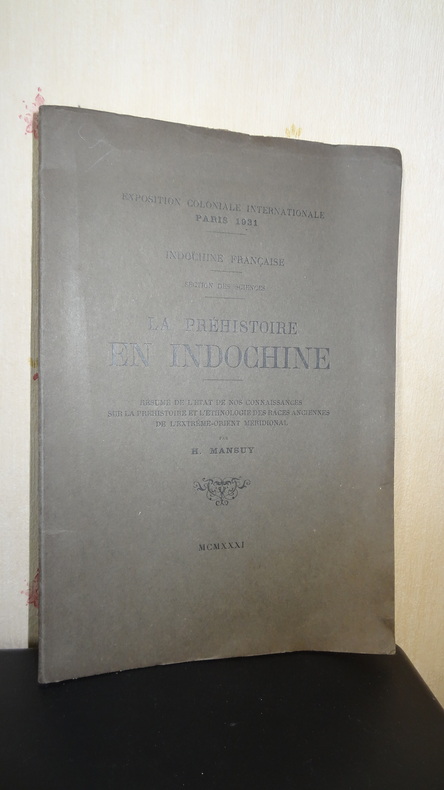 EXPOSITION COLONIALE INTERNATIONALE
PARIS 1931
INDOCHINE FRANÇAISE
SECTION DES SCIENCES
LA PRÉHISTOIRE
EN INDOCHINE
RÉSUMÉ DE L'ÉTAT DE NOS CONNAISSANCES
SUR LA PRÉHISTOIRE ET L'ETHNOLOGIE DES RACES ANCIENNES
DE L'EXTRÊME-ORIENT MÉRIDIONAL
PAR
H. MANSUY
MCMXXXI